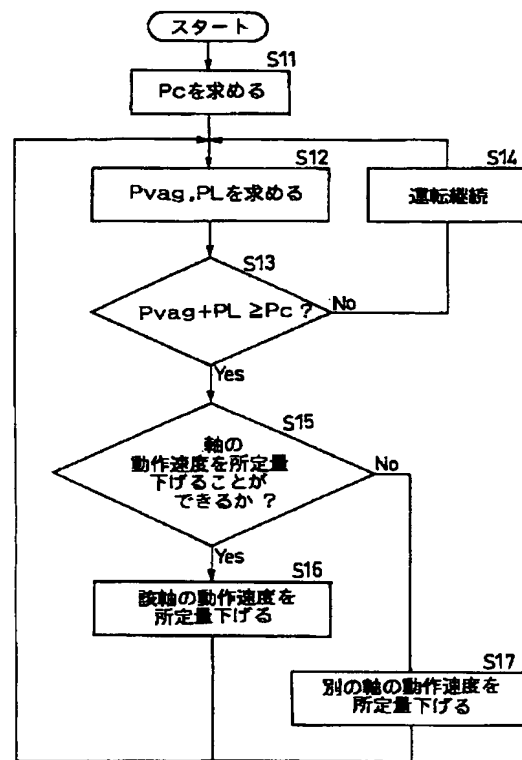 スタート
S11
Pcを求める
S12
Pvag,PLを求める
S14
運転継続
S13
Pvag+PL ≧Pc ?
No
Yes
S15
軸の
動作速度を所定量
下げることが
できるか ?
No
Yes
S16
該軸の動作速度を
所定量下げる
S17
別の軸の動作速度を
所定量下げる